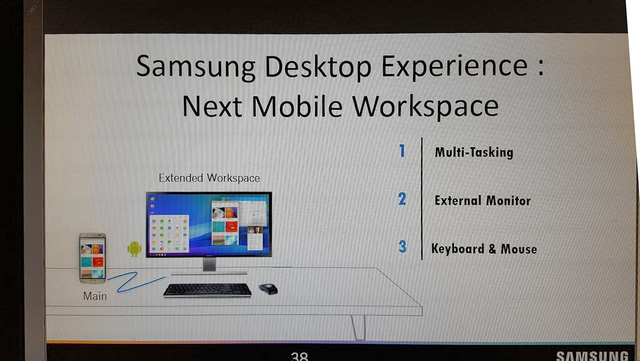 Samsung Desktop Experience :
Next Mobile Workspace
1 Multi-Tasking
Extended Workspace
2 External Monitor
3 Keyboard & Mouse
Main
38
SAMSUNG